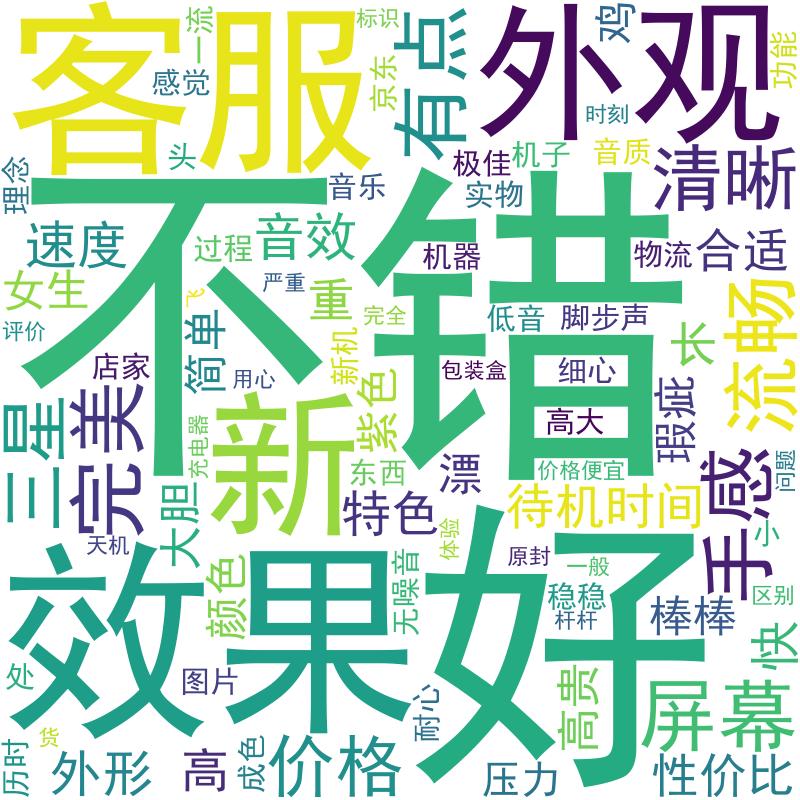 客服
一流
标识
有点
外观
鸡
功能
感觉
京东
时刻
头
极佳
机子
音质
清晰
理念
音乐
实物
不错
速度
过程
音效
机器
物流
合适
女生
飞
严重
重
完全
低音
脚步声
长
流畅
评价
店家
简单
用心
新机
包装盒
细心
瑕疵
三星
完美
新
紫色
高大
充电器
东西
漂
价格便宜
手感
问题
大胆
特色
待机时间
天机
体验
原封
一般
小
效果
好
颜色
无噪音
稳稳
杆杆
棒棒
区别
快
处
图片
耐心
高贵
屏幕
历时
货
外形
高
成色
价格
压力
性价比